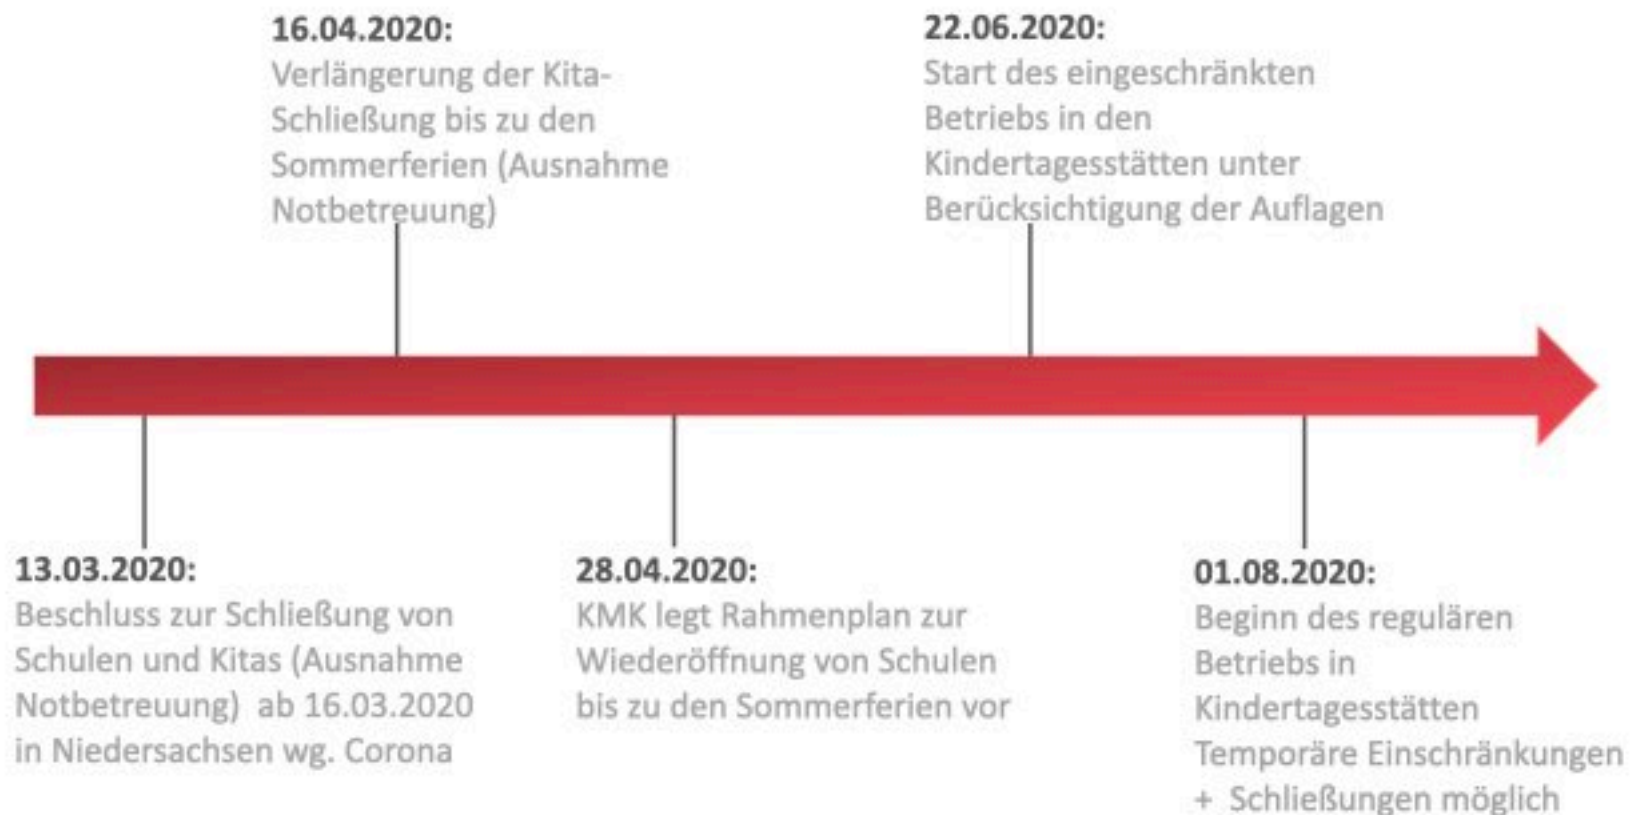 16.04.2020:
Verlängerung der Kita-
Schließung bis zu den
Sommerferien (Ausnahme
Notbetreuung)
22.06.2020:
Start des eingeschränkten
Betriebs in den
Kindertagesstätten unter
Berücksichtigung der Auflagen
13.03.2020:
Beschluss zur Schließung von
Schulen und Kitas (Ausnahme
Notbetreuung)  ab 16.03.2020
in Niedersachsen wg. Corona
28.04.2020:
KMK legt Rahmenplan zur
Wiederöffnung von Schulen
bis zu den Sommerferien vor
01.08.2020:
Beginn des regulären
Betriebs in
Kindertagesstätten
Temporäre Einschränkungen
+  Schließungen möglich